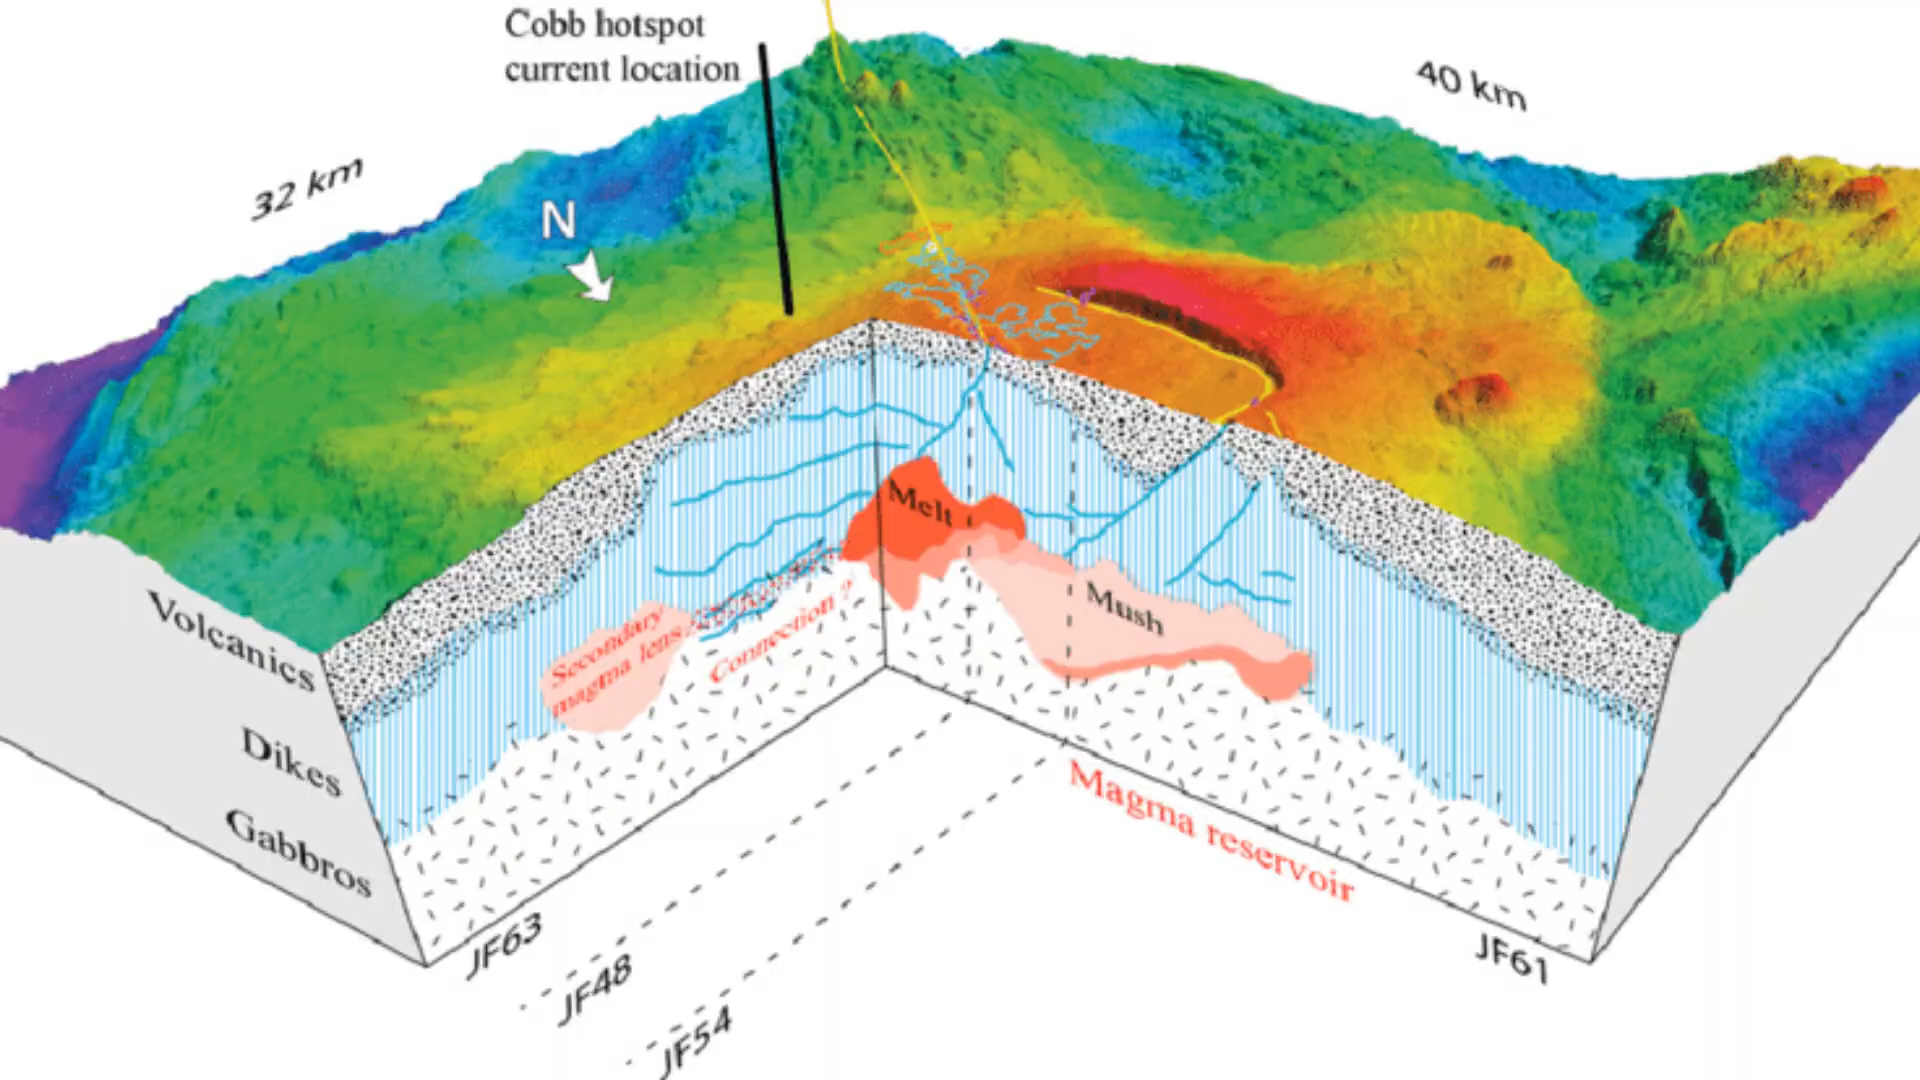 Cobb hotspot
current location
40 km
32 km
N
Melt
Mush
Secondary
magma lens
Connection ?
Volcanics
Dikes
Gabbros
Magma reservoir
JF63
JF48
JF54
JF61